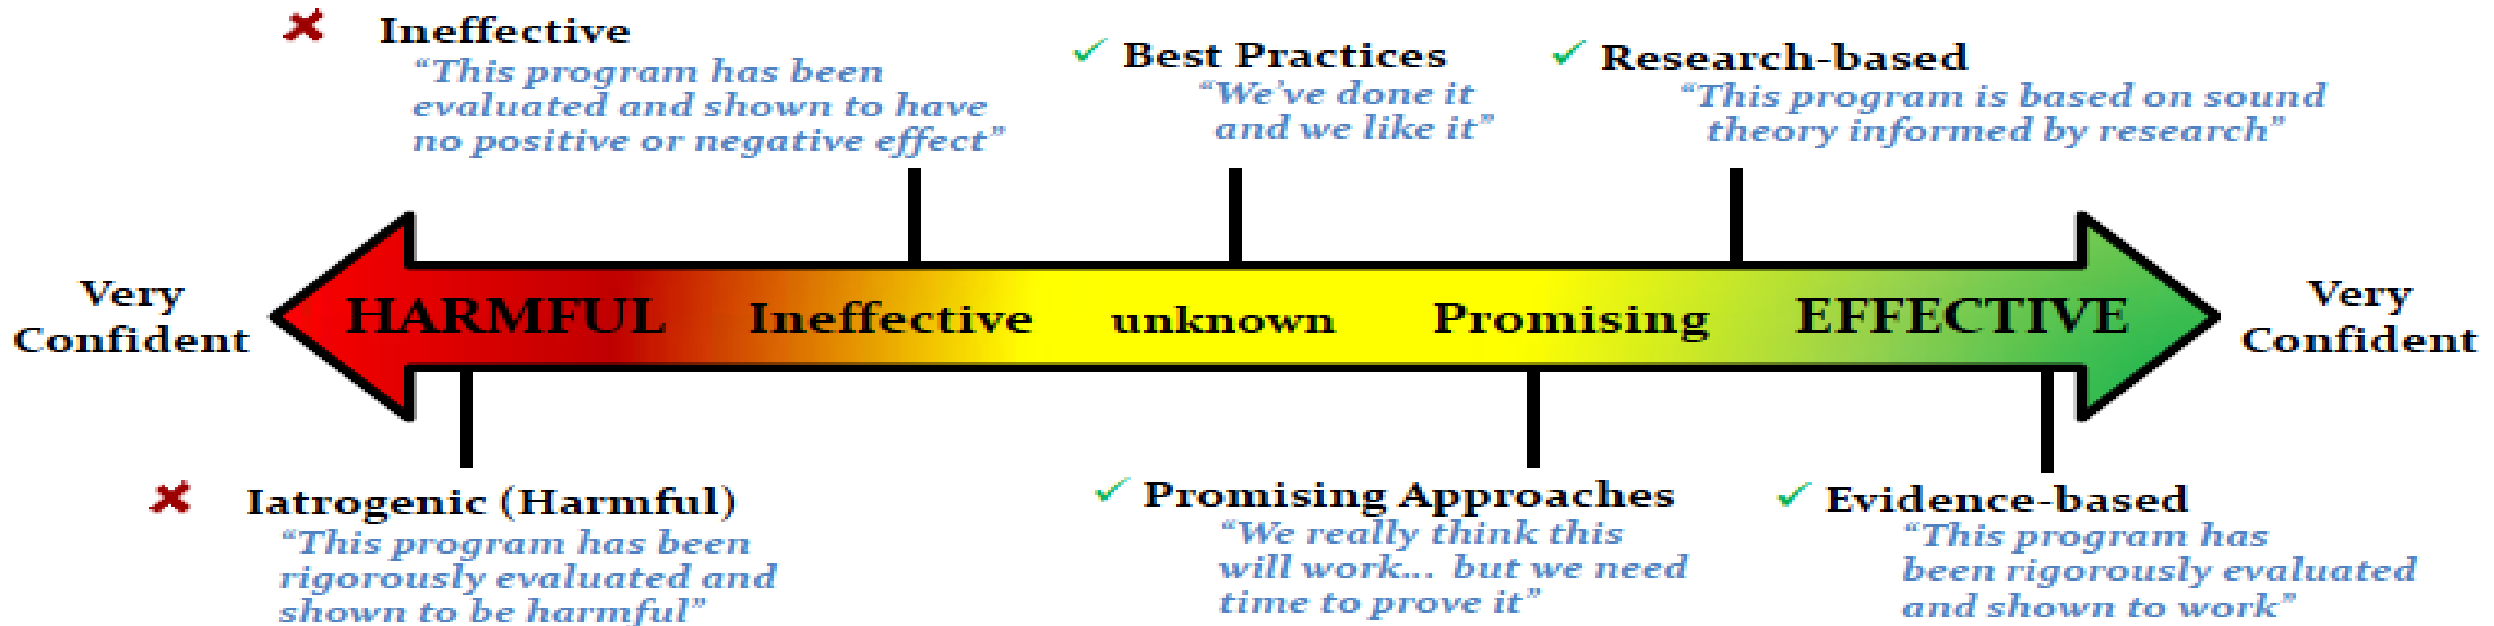 Ineffective
“This program has been
evaluated and shown to have
no positive or negative effect”
Best Practices
“We’ve done it
and we like it”
Research-based
“This program is based on sound
theory informed by research”
Very
Confident
HARMFUL
Ineffective
unknown
Promising
EFFECTIVE
Very
Confident
Iatrogenic (Harmful)
“This program has been
rigorously evaluated and
shown to be harmful”
Promising Approaches
“We really think this
will work... but we need
time to prove it”
Evidence-based
“This program has
been rigorously evaluated
and shown to work”